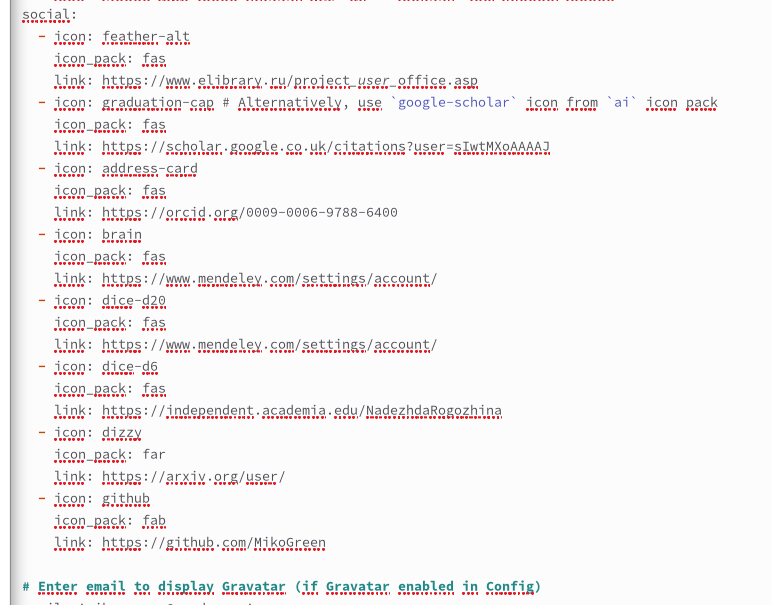 social:
- icon: feather-alt
icon_pack: fas
link: https://www.elibrary.ru/project_user_office.asp
- icon: graduation-cap # Alternatively, use `google-scholar` icon from `ai` icon pack
icon_pack: fas
link: https://scholar.google.co.uk/citations?user=sIwtMXoAAAAJ
- icon: address-card
icon_pack: fas
link: https://orcid.org/0009-0006-9788-6400
- icon: brain
icon_pack: fas
link: https://www.mendeley.com/settings/account/
- icon: dice-d20
icon_pack: fas
link: https://www.mendeley.com/settings/account/
- icon: dice-d6
icon_pack: fas
link: https://independent.academia.edu/NadezhdaRogozhina
- icon: dizzy
icon_pack: far
link: https://arxiv.org/user/
- icon: github
icon_pack: fab
link: https://github.com/MikoGreen
# Enter email to display Gravatar (if Gravatar enabled in Config)